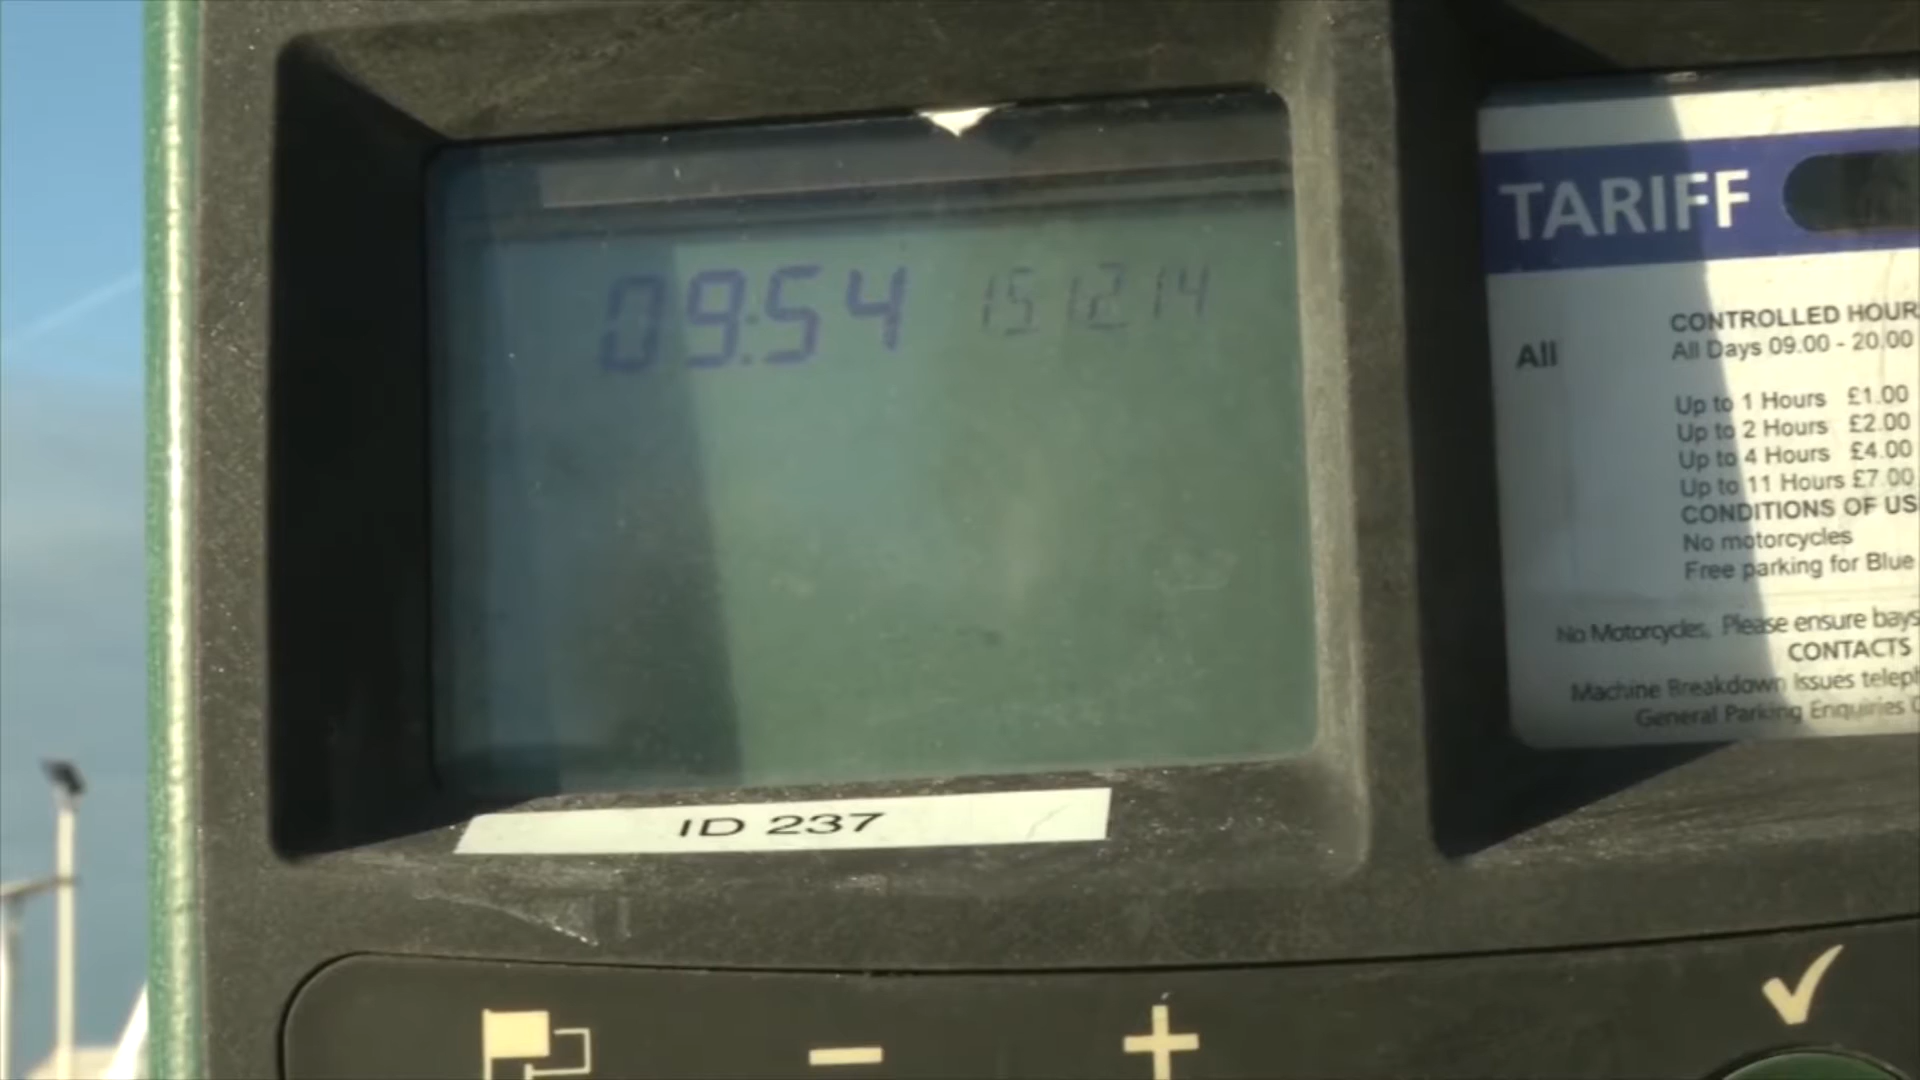 09:54 15 12 14
ID 237
TARIFF
CONTROLLED HOUR
All Days 09.00 - 20.00
All
Up to 1 Hours £1.00
Up to 2 Hours £2.00
Up to 4 Hours £4.00
Up to 11 Hours £7.00
CONDITIONS OF US
No motorcycles
Free parking for Blue
No Motorcycles, Please ensure bays
CONTACTS
Machine Breakdown Issues teleph
General Parking Enquiries